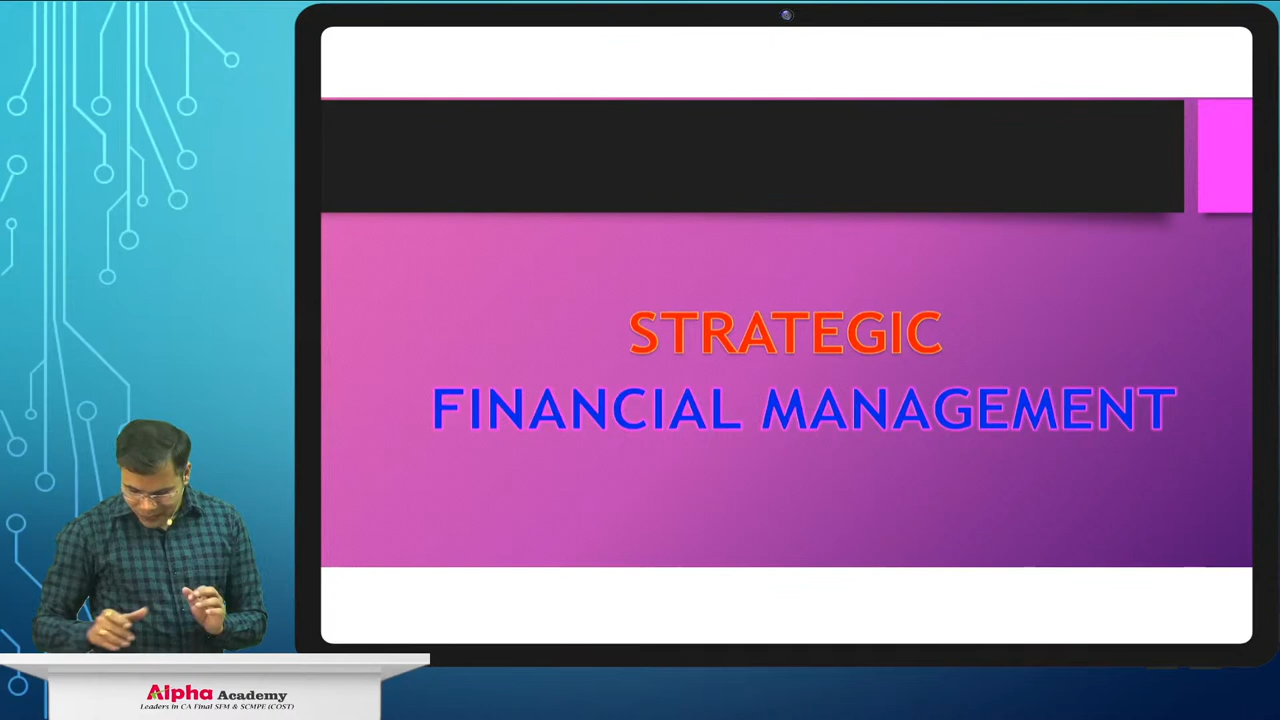 STRATEGIC
FINANCIAL MANAGEMENT
Alpha Academy
Leaders in CA Final SFM & SCMPE (COST)